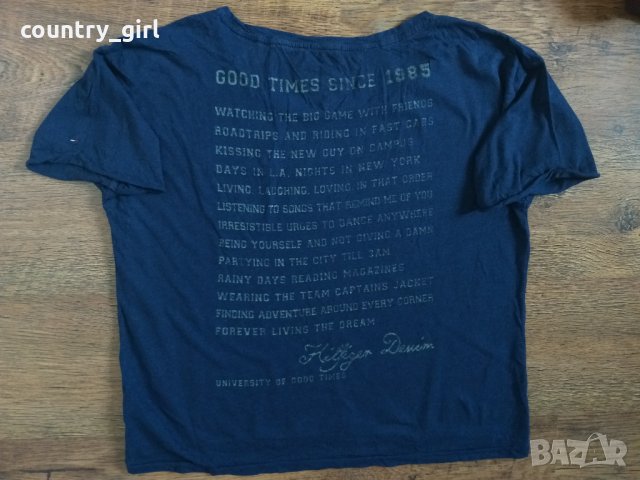 country_girl
GOOD TIMES SINCE 1985
WATCHING THE BIG GAME WITH FRIENDS
ROADTRIPS AND RIDING IN FAST CARS
KISSING THE NEW GUY ON CAMPUS
DAYS IN L.A. NIGHTS IN NEW YORK
LIVING, LAUGHING, LOVING, IN THAT ORDER
LISTENING TO SONGS THAT REMIND ME OF YOU
IRRESISTIBLE URGES TO DANCE ANYWHERE
BEING YOURSELF AND NOT GIVING A DAMN
PARTYING IN THE CITY TILL 3AM
RAINY DAYS READING MAGAZINES
WEARING THE TEAM CAPTAINS JACKET
FINDING ADVENTURE AROUND EVERY CORNER
FOREVER LIVING THE DREAM
Hilfiger Denim
UNIVERSITY OF GOOD TIMES
BAZAR